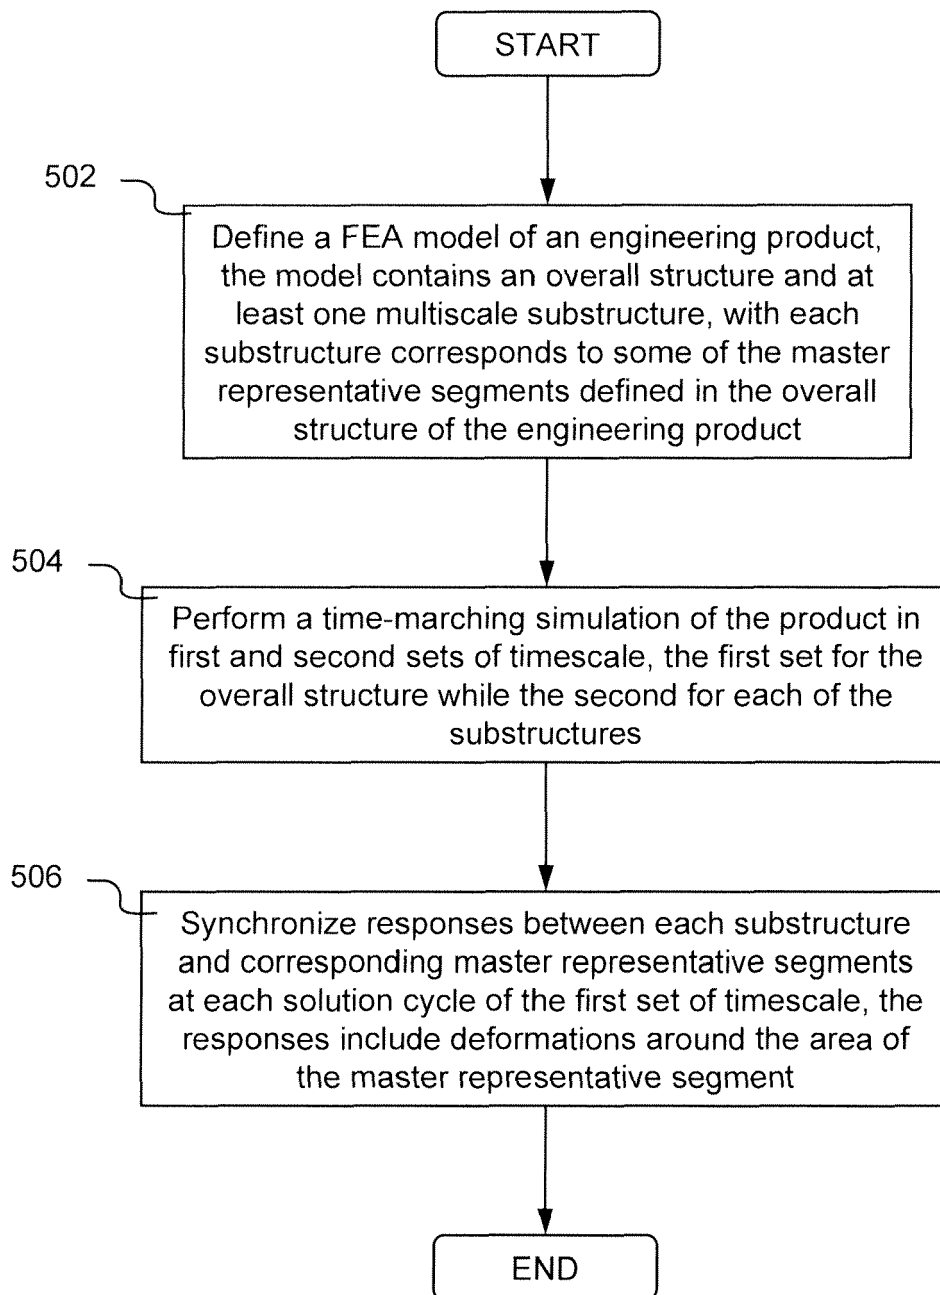 START
502
Define a FEA model of an engineering product,
the model contains an overall structure and at
least one multiscale substructure, with each
substructure corresponds to some of the master
representative segments defined in the overall
structure of the engineering product
504
Perform a time-marching simulation of the product in
first and second sets of timescale, the first set for the
overall structure while the second for each of the
substructures
506
Synchronize responses between each substructure
and corresponding master representative segments
at each solution cycle of the first set of timescale, the
responses include deformations around the area of
the master representative segment
END